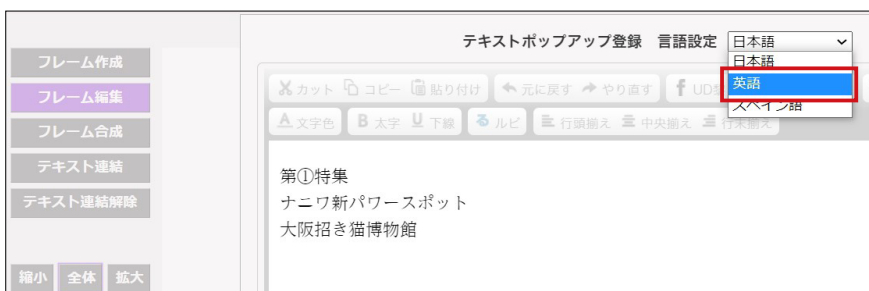 テキストポップアップ登録 言語設定 日本語
日本語
英語
スペイン語
フレーム作成
フレーム編集
フレーム合成
テキスト連結
テキスト連結解除
縮小 全体 拡大
カット コピー 貼り付け 元に戻す やり直す UD
A 文字色 B 太字 U 下線 ルビ 行頭揃え 中央揃え 行末揃え
第①特集
ナニワ新パワースポット
大阪招き猫博物館